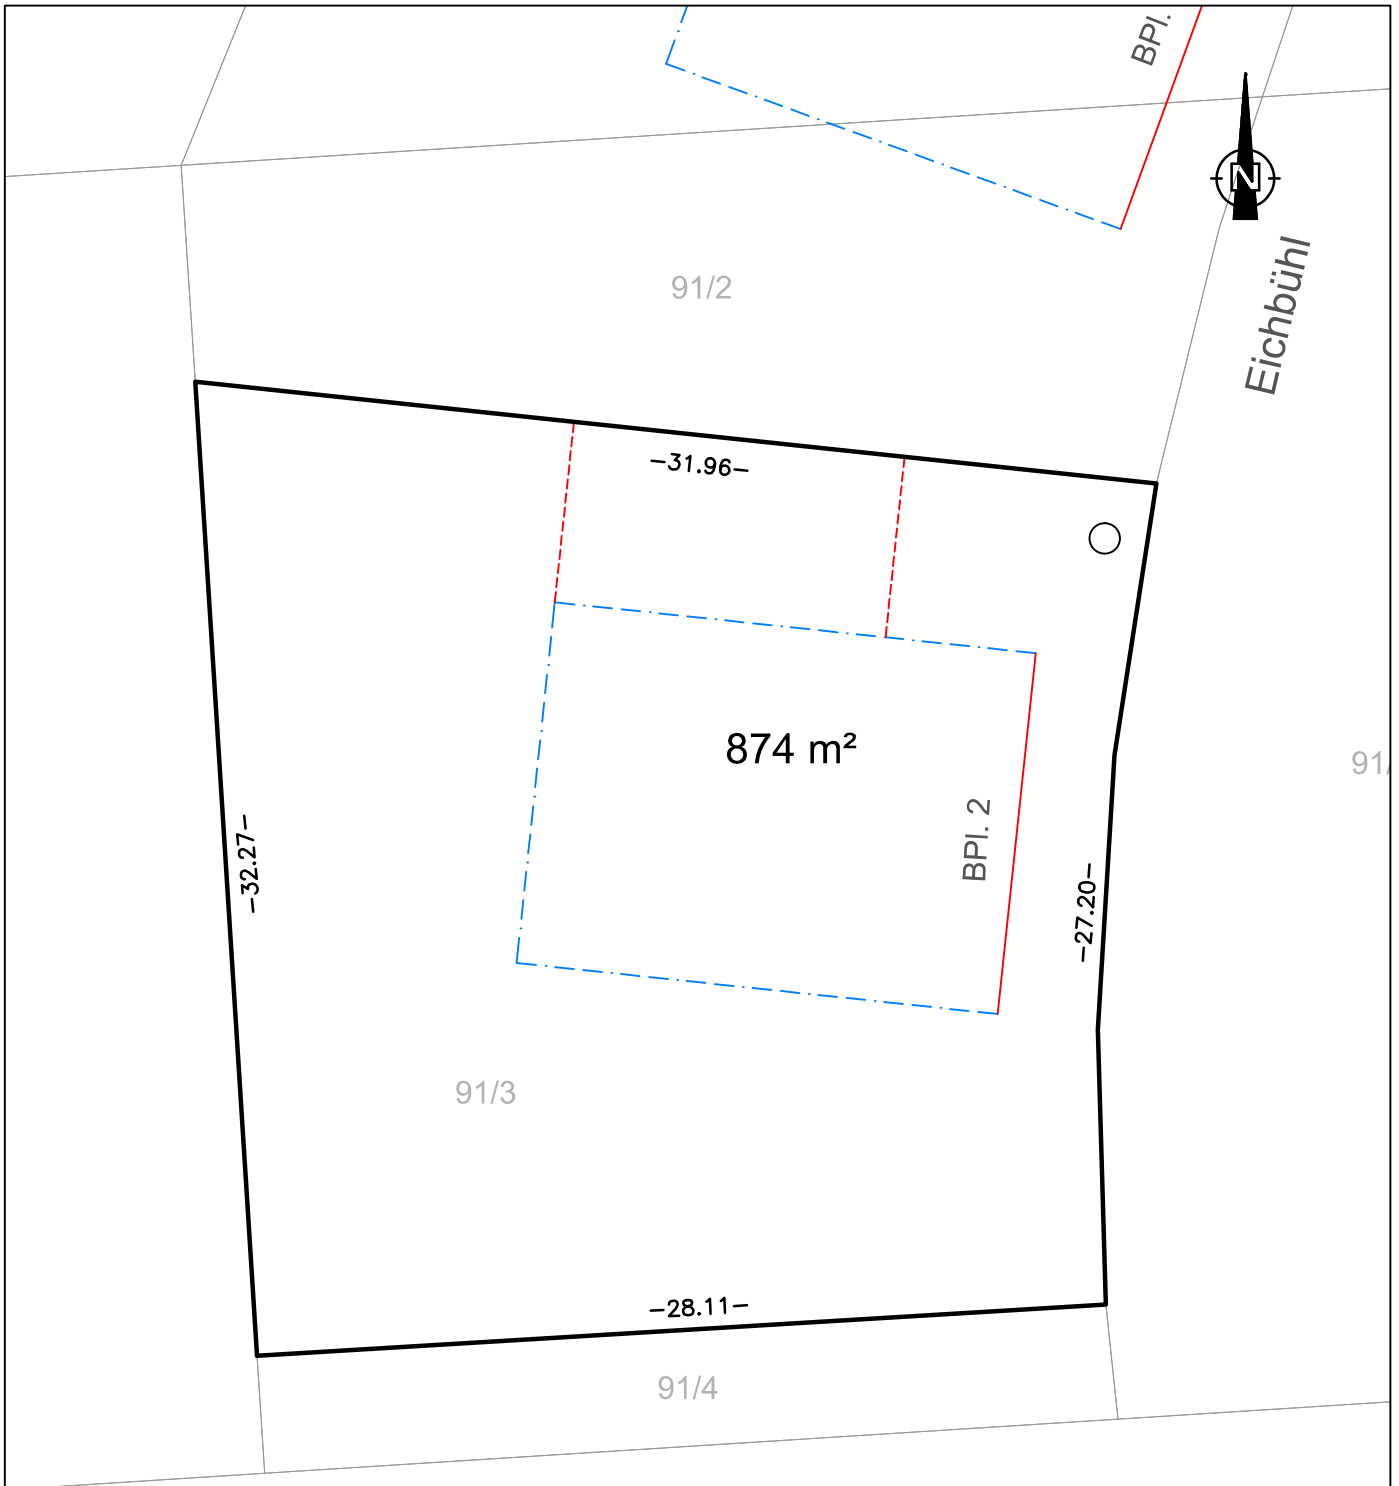 BPl.
N
Eichbühl
91/2
–31.96–
874 m²
91/
BPl. 2
–32.27–
–27.20–
91/3
–28.11–
91/4